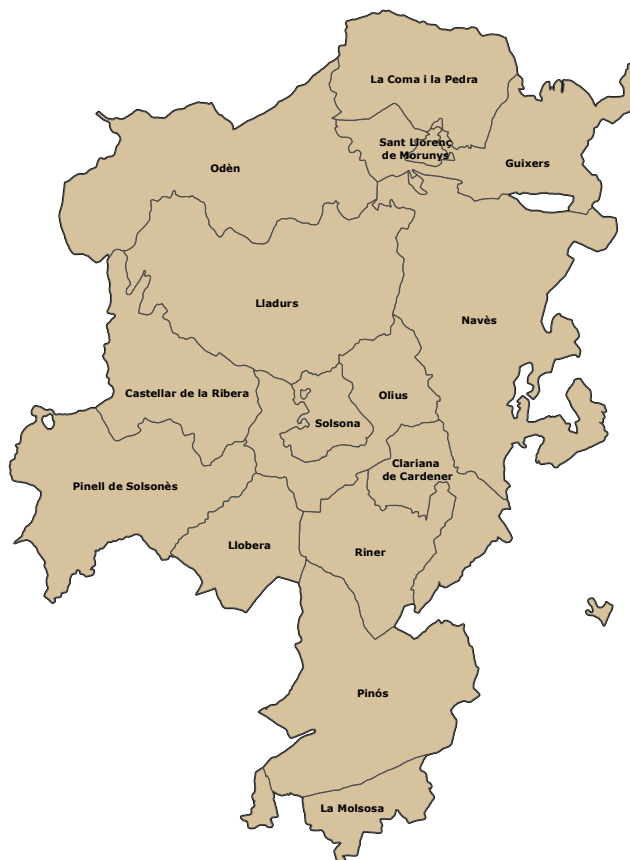 La Coma i la Pedra
Sant Llorenç
de Morunys
Guixers
Odèn
Lladurs
Navès
Castellar de la Ribera
Olius
Solsona
Clariana
de Cardener
Pinell de Solsonès
Llobera
Riner
Pinós
La Molsosa